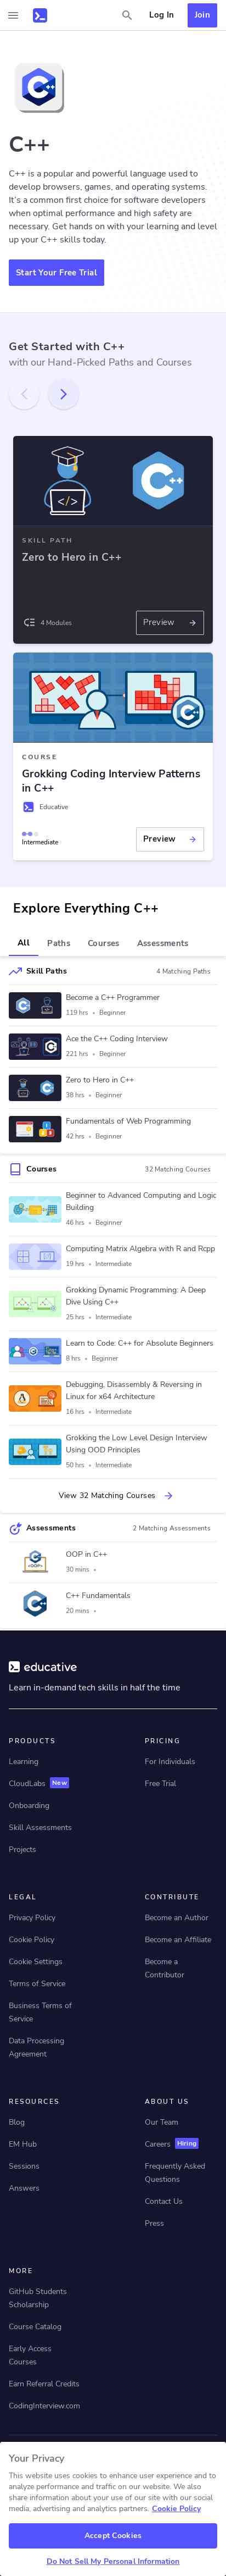 Log In
Join
C++
C++ is a popular and powerful language used to
develop browsers, games, and operating systems.
It’s a common first choice for software developers
when optimal performance and high safety are
necessary. Get hands on with your learning and level
up your C++ skills today.
Start Your Free Trial
Get Started with C++
with our Hand-Picked Paths and Courses
SKILL PATH
Zero to Hero in C++
4 Modules
Preview
COURSE
Grokking Coding Interview Patterns
in C++
Educative
Intermediate
Preview
Explore Everything C++
All
Paths
Courses
Assessments
Skill Paths
4 Matching Paths
Become a C++ Programmer
119 hrs • Beginner
Ace the C++ Coding Interview
221 hrs • Beginner
Zero to Hero in C++
38 hrs • Beginner
Fundamentals of Web Programming
42 hrs • Beginner
Courses
32 Matching Courses
Beginner to Advanced Computing and Logic
Building
46 hrs • Beginner
Computing Matrix Algebra with R and Rcpp
19 hrs • Intermediate
Grokking Dynamic Programming: A Deep
Dive Using C++
25 hrs • Intermediate
Learn to Code: C++ for Absolute Beginners
8 hrs • Beginner
Debugging, Disassembly & Reversing in
Linux for x64 Architecture
16 hrs • Intermediate
Grokking the Low Level Design Interview
Using OOD Principles
50 hrs • Intermediate
View 32 Matching Courses
Assessments
2 Matching Assessments
OOP in C++
30 mins •
C++ Fundamentals
20 mins •
educative
Learn in-demand tech skills in half the time
PRODUCTS
Learning
CloudLabs New
Onboarding
Skill Assessments
Projects
PRICING
For Individuals
Free Trial
LEGAL
Privacy Policy
Cookie Policy
Cookie Settings
Terms of Service
Business Terms of
Service
Data Processing
Agreement
CONTRIBUTE
Become an Author
Become an Affiliate
Become a
Contributor
RESOURCES
Blog
EM Hub
Sessions
Answers
ABOUT US
Our Team
Careers Hiring
Frequently Asked
Questions
Contact Us
Press
MORE
GitHub Students
Scholarship
Course Catalog
Early Access
Courses
Earn Referral Credits
CodingInterview.com
Your Privacy
This website uses cookies to enhance user experience and to
analyze performance and traffic on our website. We also
share information about your use of our site with our social
media, advertising and analytics partners. Cookie Policy
Accept Cookies
Do Not Sell My Personal Information